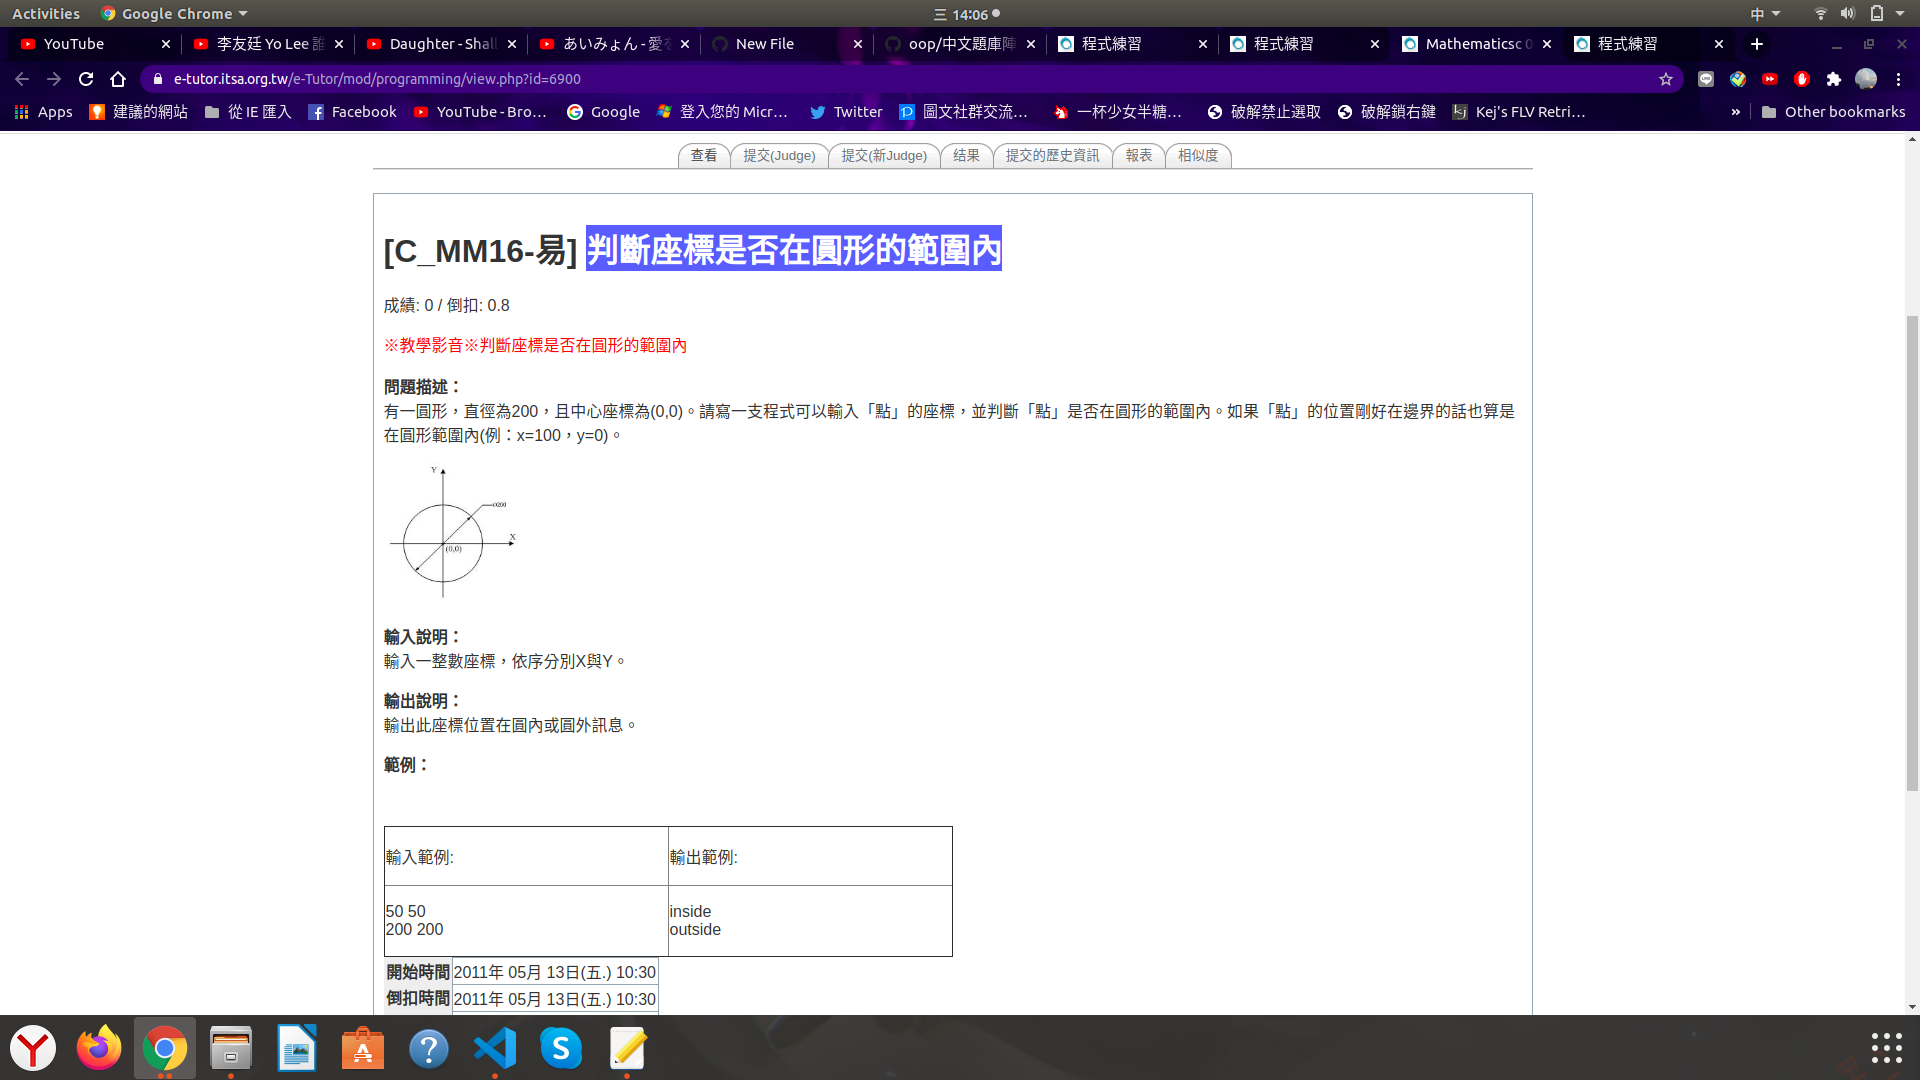 Activities Google Chrome 三 14:06 中
YouTube 李友廷 Yo Lee 誰 Daughter - Shall あいみょん - 愛を New File oop/中文題庫陣 程式練習 程式練習 Mathematicsc 程式練習
e-tutor.itsa.org.tw/e-Tutor/mod/programming/view.php?id=6900
Apps 建議的網站 從 IE 匯入 Facebook YouTube - Bro... Google 登入您的 Micr... Twitter 圖文社群交流... 一杯少女半糖... 破解禁止選取 破解鎖右鍵 Kej's FLV Retri... » Other bookmarks
查看 提交(Judge) 提交(新Judge) 结果 提交的歷史資訊 報表 相似度
[C_MM16-易] 判斷座標是否在圓形的範圍內
成績: 0 / 倒扣: 0.8
※教學影音※判斷座標是否在圓形的範圍內
問題描述：
有一圓形，直徑為200，且中心座標為(0,0)。請寫一支程式可以輸入「點」的座標，並判斷「點」是否在圓形的範圍內。如果「點」的位置剛好在邊界的話也算是
在圓形範圍內(例：x=100，y=0)。
Y
X
(0,0)
輸入說明：
輸入一整數座標，依序分別X與Y。
輸出說明：
輸出此座標位置在圓內或圓外訊息。
範例：
輸入範例: 輸出範例:
50 50 inside
200 200 outside
開始時間 2011年 05月 13日(五.) 10:30
倒扣時間 2011年 05月 13日(五.) 10:30